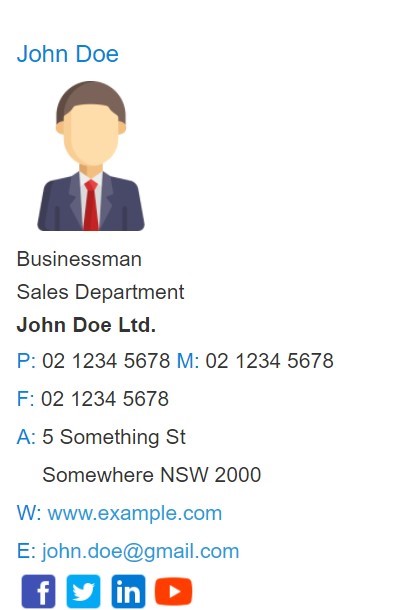 John Doe
Businessman
Sales Department
John Doe Ltd.
P: 02 1234 5678 M: 02 1234 5678
F: 02 1234 5678
A: 5 Something St
Somewhere NSW 2000
W: www.example.com
E: john.doe@gmail.com
f in